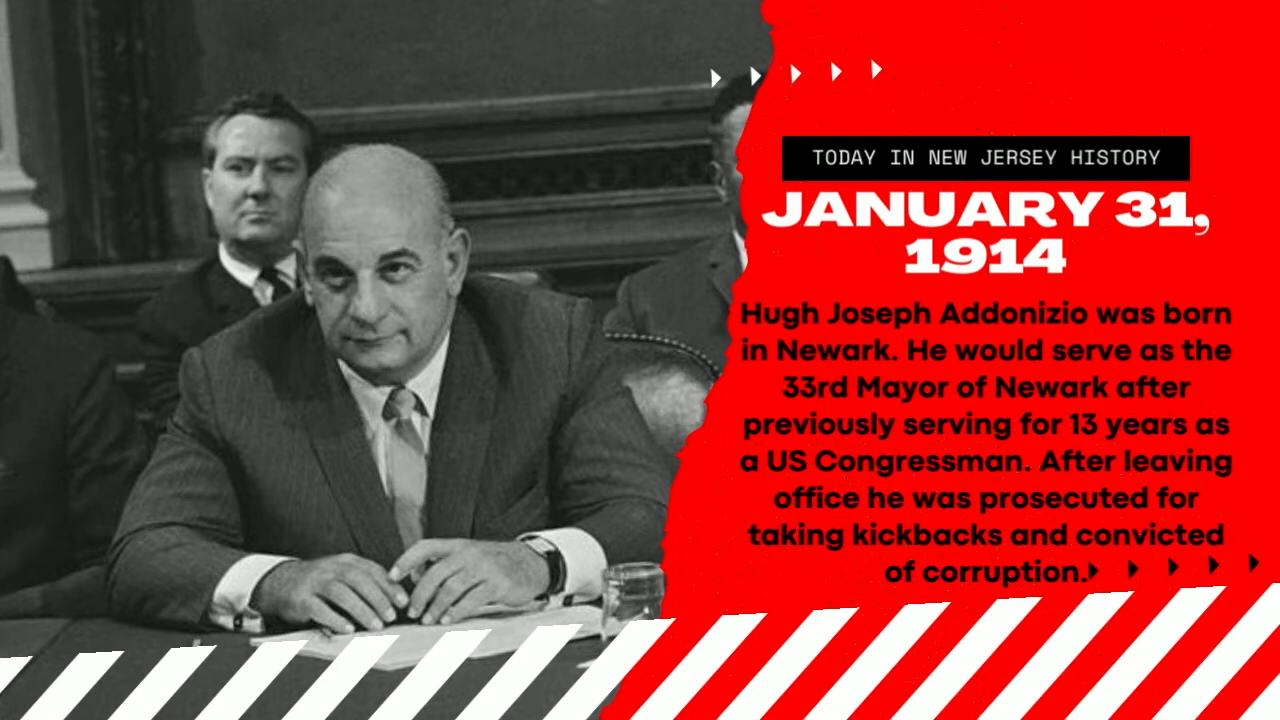 TODAY IN NEW JERSEY HISTORY
JANUARY 31,
1914
Hugh Joseph Addonizio was born
in Newark. He would serve as the
33rd Mayor of Newark after
previously serving for 13 years as
a US Congressman. After leaving
office he was prosecuted for
taking kickbacks and convicted
of corruption.